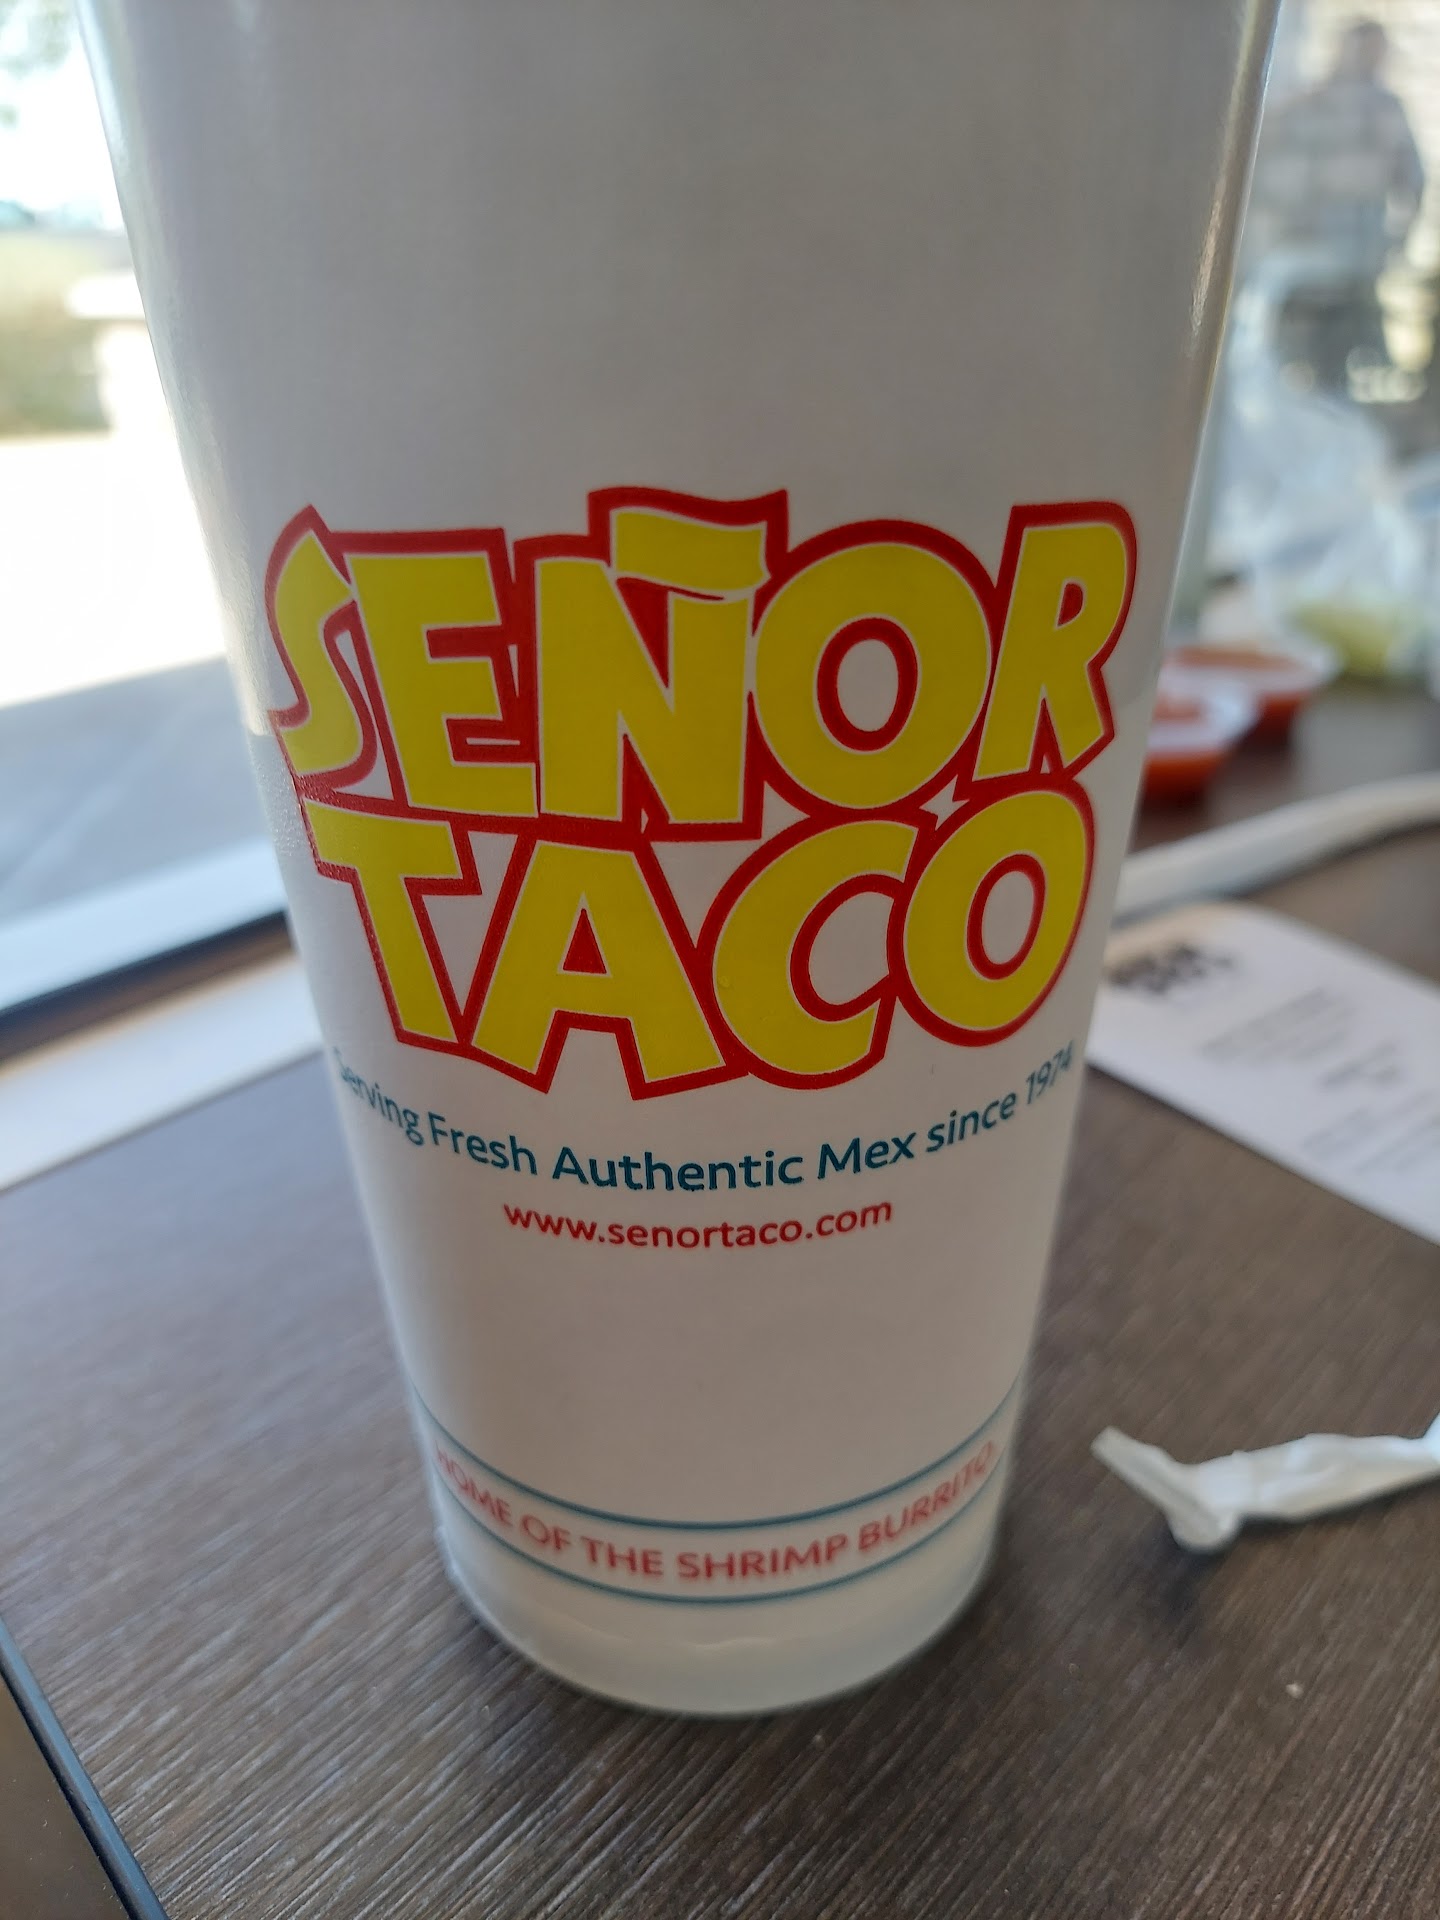 SEÑOR
TACO
Serving Fresh Authentic Mex since 1974
www.senortaco.com
HOME OF THE SHRIMP BURRITO.